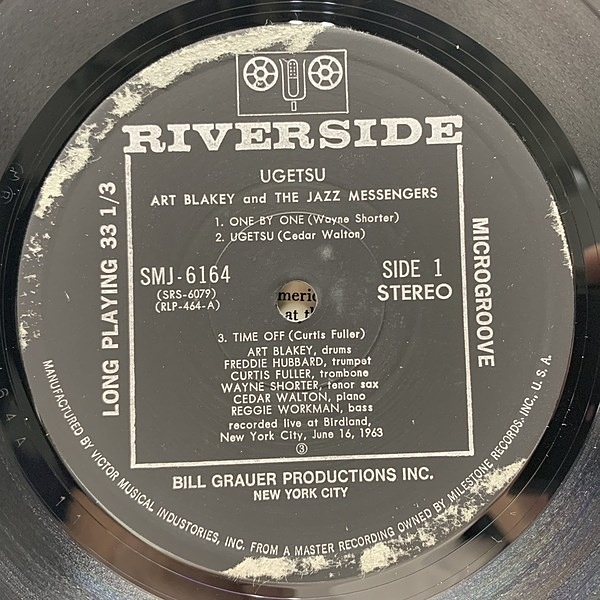 RIVERSIDE
UGETSU
ART BLAKEY and THE JAZZ MESSENGERS
1. ONE BY ONE (Wayne Shorter)
2. UGETSU (Cedar Walton)
LONG PLAYING 33 1/3
SMJ-6164
(SRS-6079)
(RLP-464-A)
SIDE 1
STEREO
MICROGROOVE
meric
at t
3. TIME OFF (Curtis Fuller)
ART BLAKEY, drums
FREDDIE HUBBARD, trumpet
CURTIS FULLER, trombone
WAYNE SHORTER, tenor sax
CEDAR WALTON, piano
REGGIE WORKMAN, bass
recorded live at Birdland,
New York City, June 16, 1963
③
BILL GRAUER PRODUCTIONS INC.
NEW YORK CITY
MANUFACTURED BY VICTOR MUSICAL INDUSTRIES, INC. FROM A MASTER RECORDING OWNED BY MILESTONE RECORDS, INC., U.S.A.